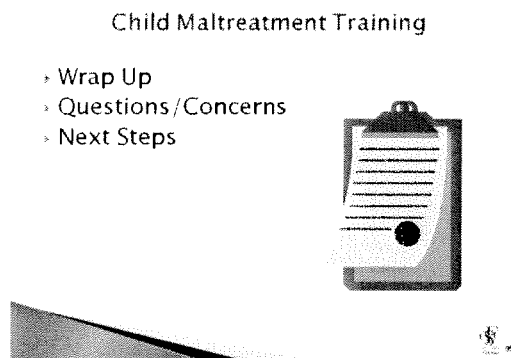 Child Maltreatment Training
Wrap Up
Questions/Concerns
Next Steps